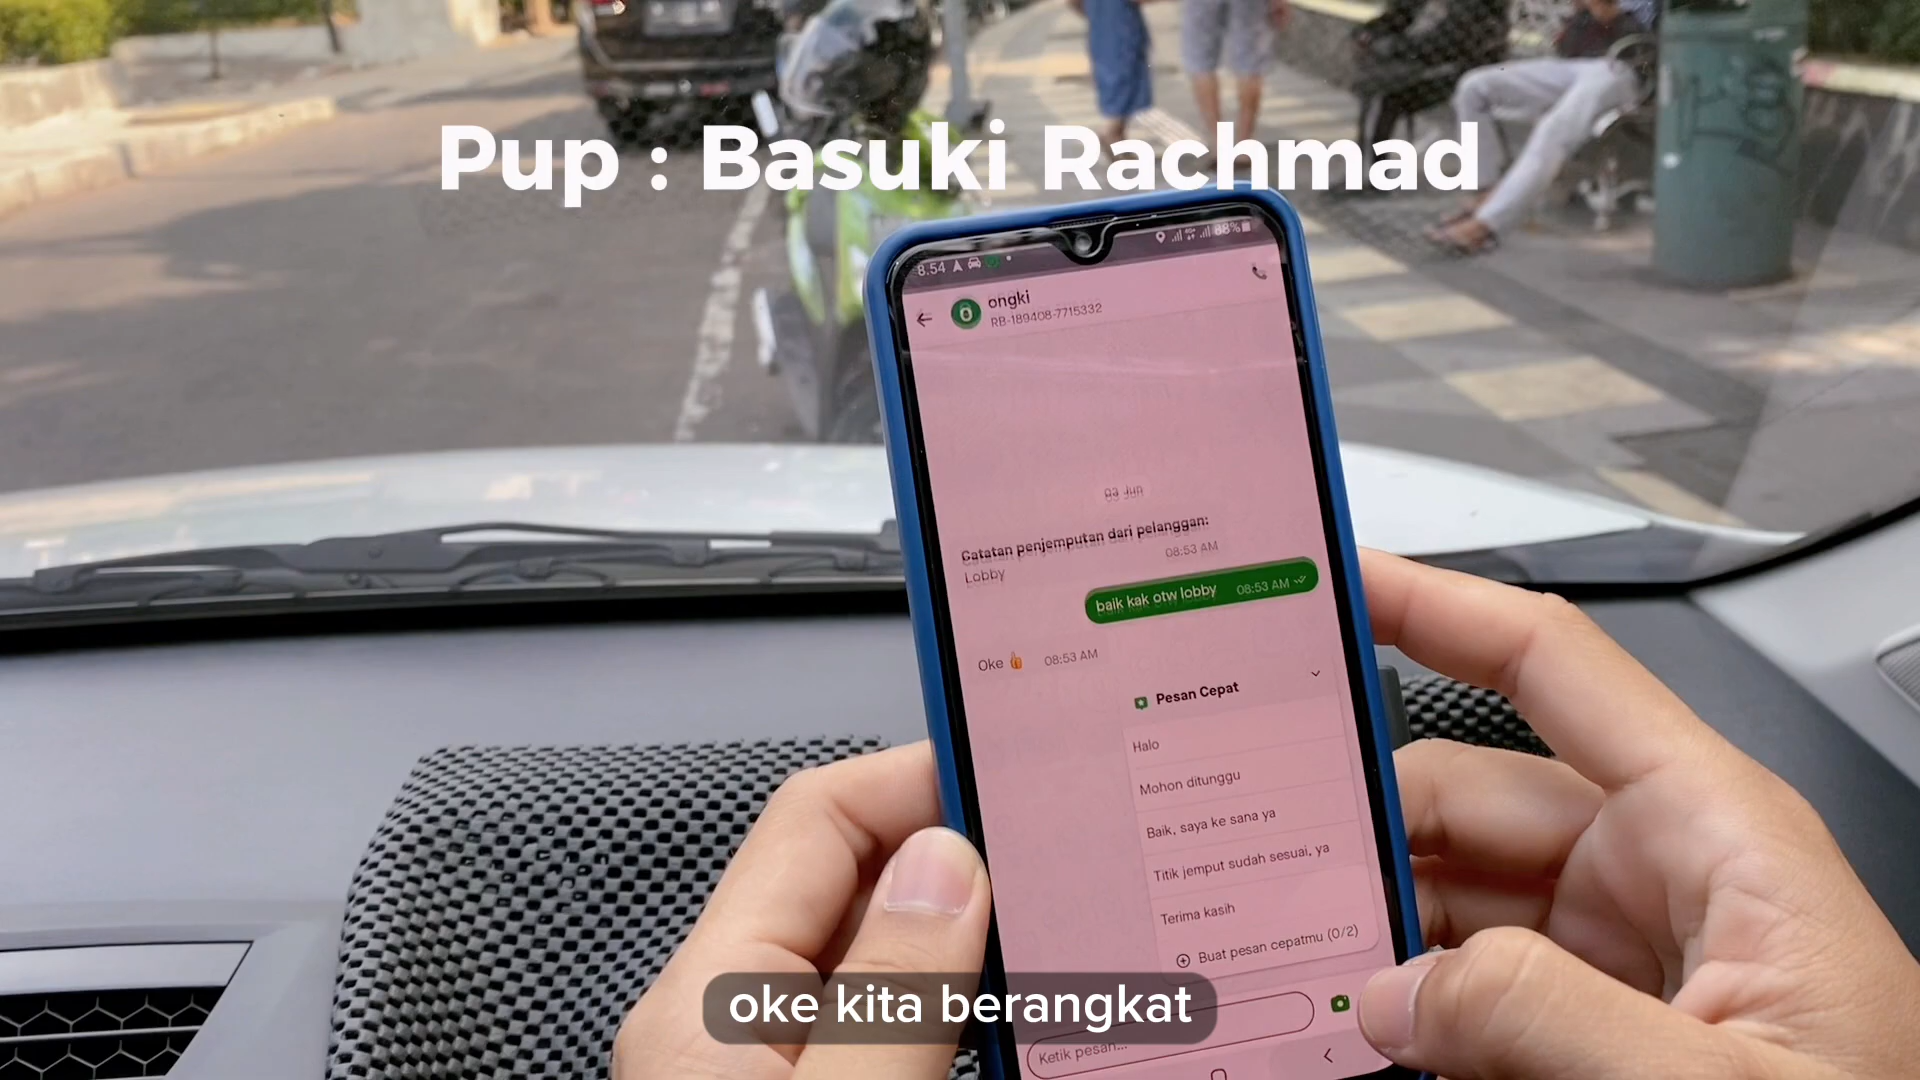 Pup : Basuki Rachmad
8.54
88%
ongki
RB-189408-7715332
03 Jun
Catatan penjemputan dari pelanggan:
Lobby
08:53 AM
baik kak otw lobby 08:53 AM
Oke 👍 08:53 AM
Pesan Cepat
Halo
Mohon ditunggu
Baik, saya ke sana ya
Titik jemput sudah sesuai, ya
Terima kasih
Buat pesan cepatmu (0/2)
oke kita berangkat
Ketik pesan...